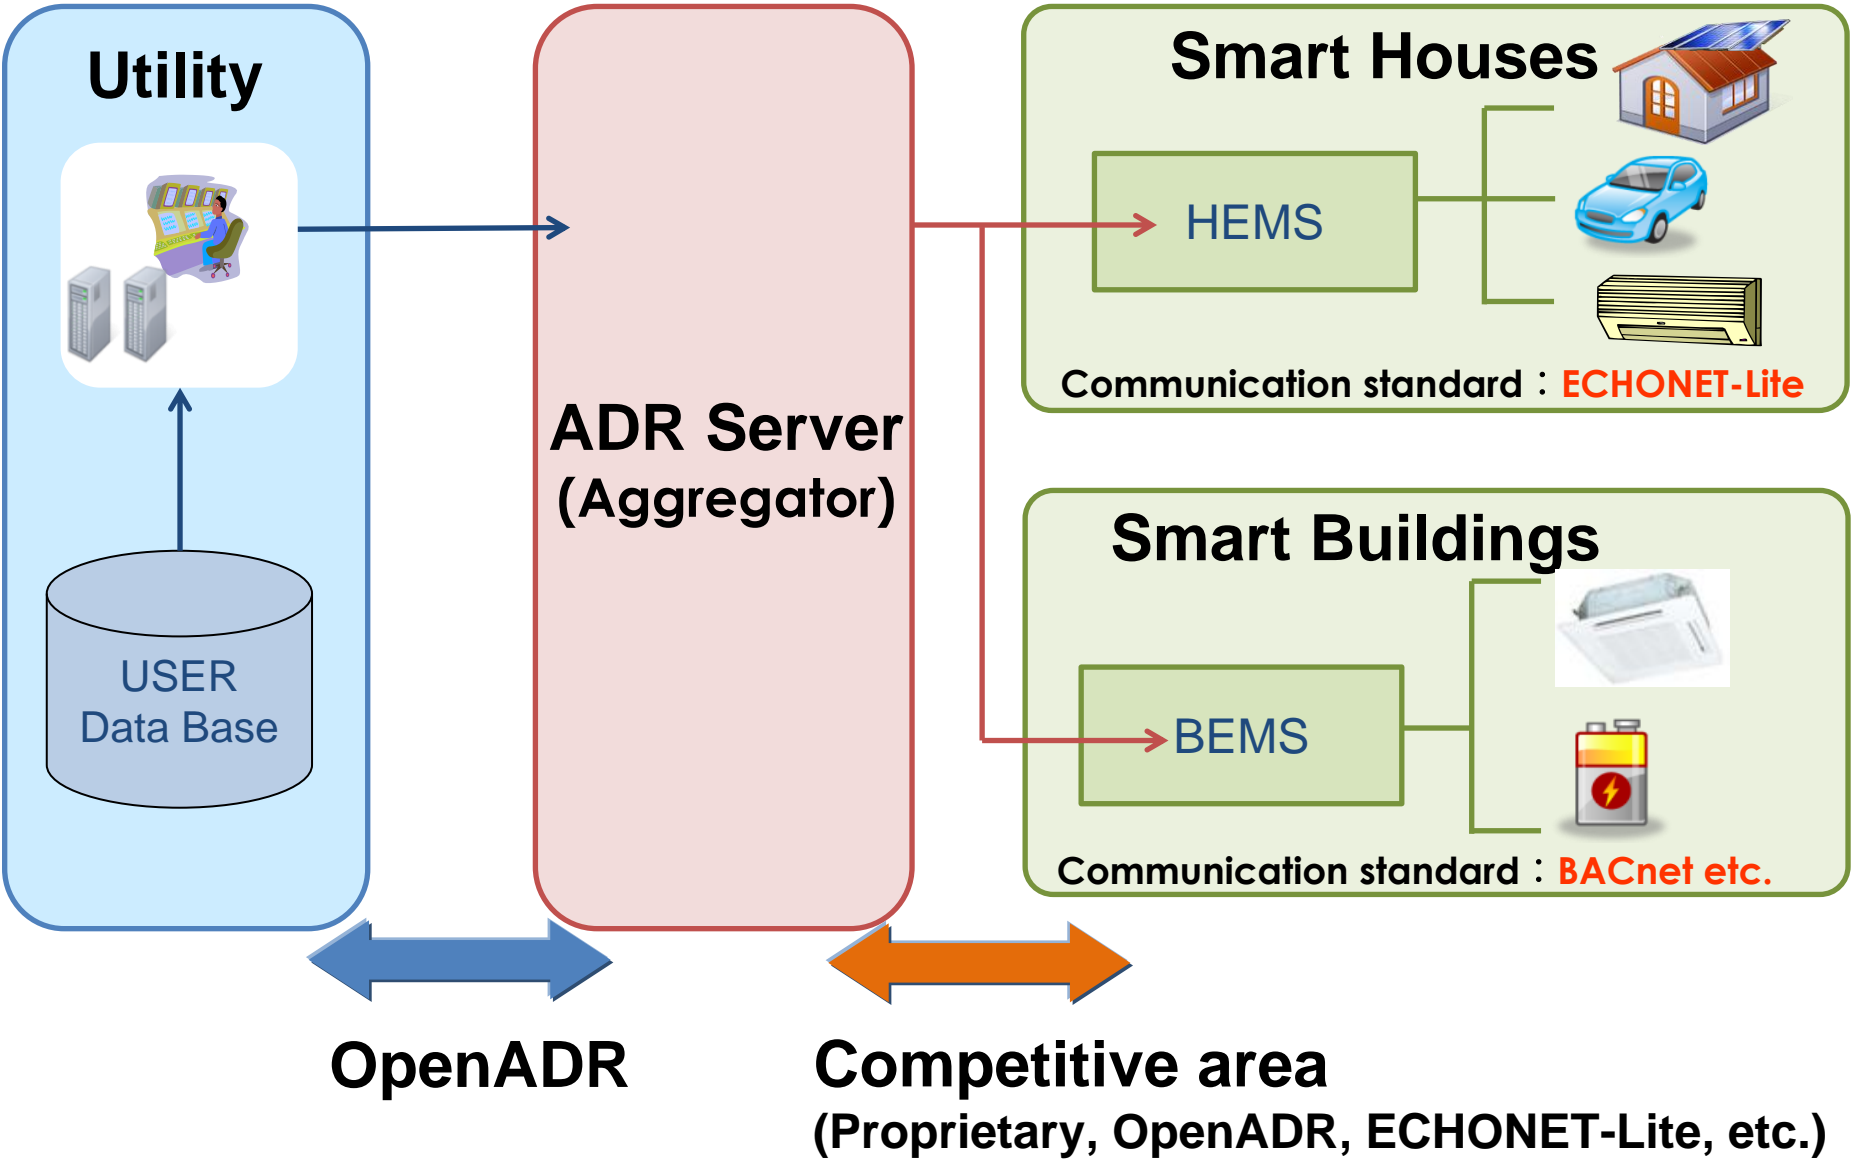 Utility
USER
Data Base
ADR Server
(Aggregator)
Smart Houses
HEMS
Communication standard：ECHONET-Lite
Smart Buildings
BEMS
Communication standard：BACnet etc.
OpenADR
Competitive area
(Proprietary, OpenADR, ECHONET-Lite, etc.)